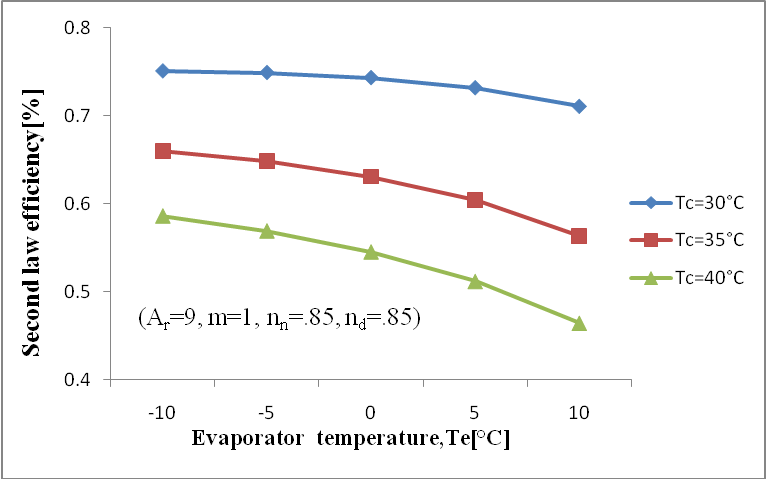 0.8
0.7
0.6
0.5
0.4
Second law efficiency[%]
(Ar=9, m=1, nn=.85, nd=.85)
-10 -5 0 5 10
Evaporator temperature,Te[°C]
Tc=30°C
Tc=35°C
Tc=40°C